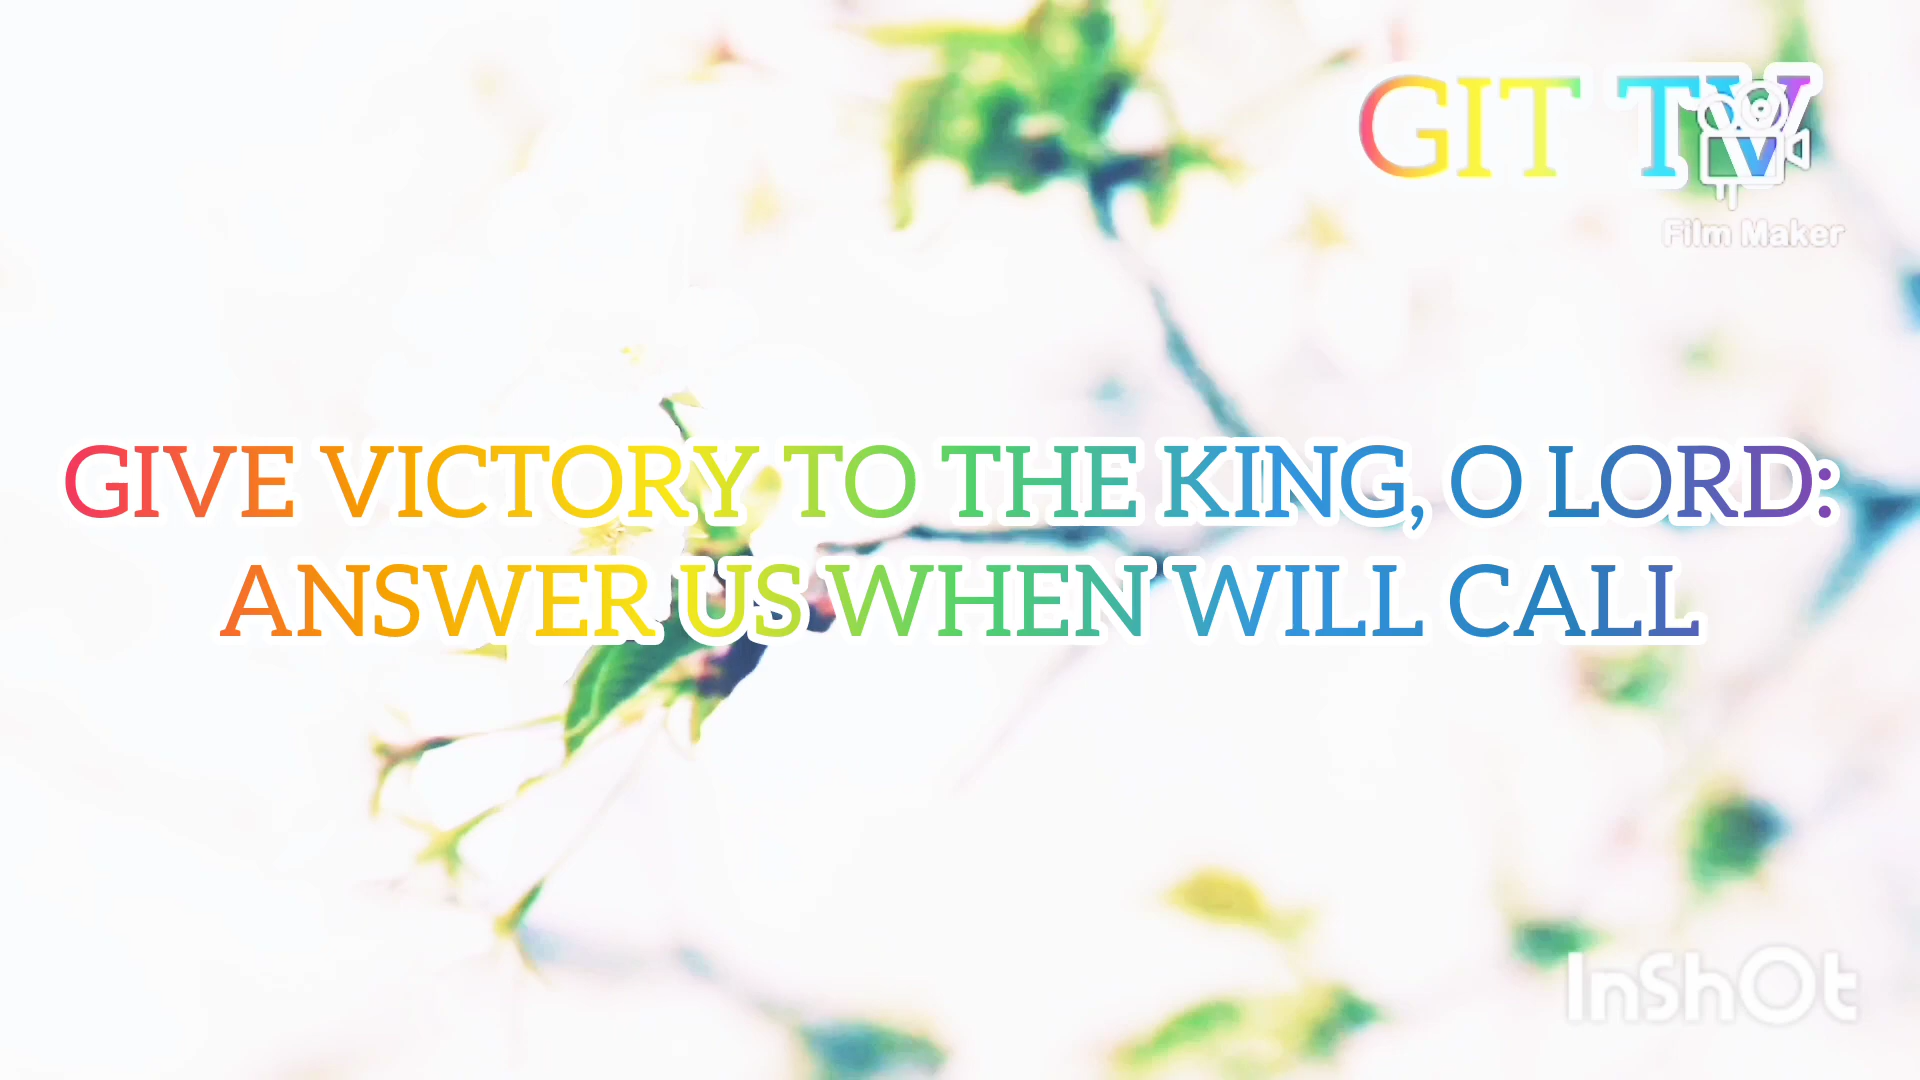 GIT TV
Film Maker
GIVE VICTORY TO THE KING, O LORD:
ANSWER US WHEN WILL CALL
InShOt